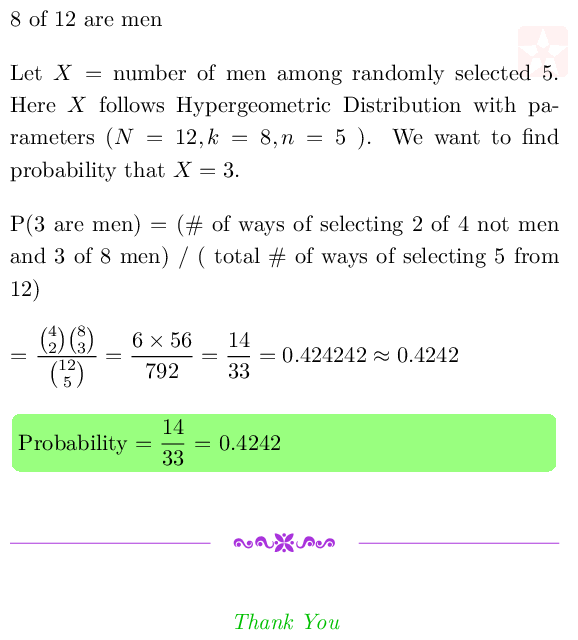 8 of 12 are men
Let X = number of men among randomly selected 5.
Here X follows Hypergeometric Distribution with pa-
rameters (N = 12, k = 8, n = 5 ). We want to find
probability that X = 3.
P(3 are men) = (# of ways of selecting 2 of 4 not men
and 3 of 8 men) / ( total # of ways of selecting 5 from
12)
= \frac{\binom{4}{2}\binom{8}{3}}{\binom{12}{5}} = \frac{6 × 56}{792} = \frac{14}{33} = 0.424242 ≈ 0.4242
Probability = \frac{14}{33} = 0.4242
Thank You